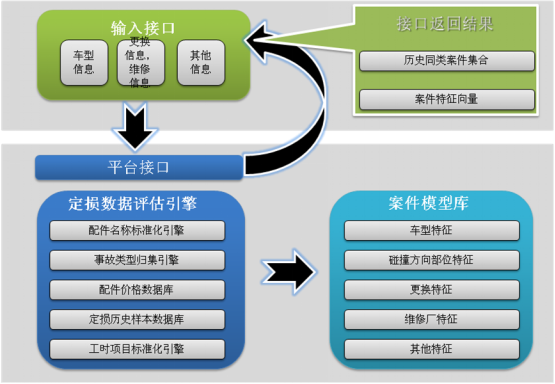 输入接口
车型
信息
更换
信息，
维修
信息
其他
信息
接口返回结果
历史同类案件集合
案件特征向量
平台接口
定损数据评估引擎
配件名称标准化引擎
事故类型归集引擎
配件价格数据库
定损历史样本数据库
工时项目标准化引擎
案件模型库
车型特征
碰撞方向部位特征
更换特征
维修厂特征
其他特征